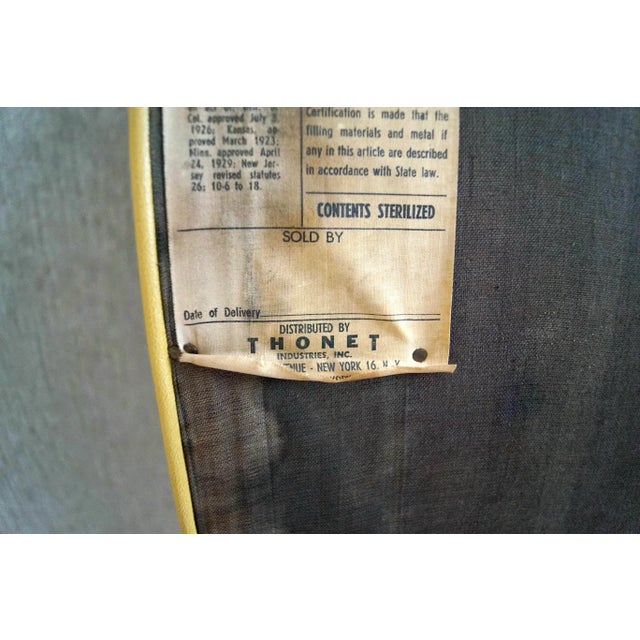 Col. approved July 3,
1926; Kansas, ap-
proved March 1923;
Minn. approved April
24, 1929; New Jer-
sey revised statutes
26; 10-6 to 18.
Certification is made that the
filling materials and metal if
any in this article are described
in accordance with State law.
CONTENTS STERILIZED
SOLD BY
Date of Delivery
DISTRIBUTED BY
THONET
INDUSTRIES, INC.
NUE - NEW YORK 16, N. Y.